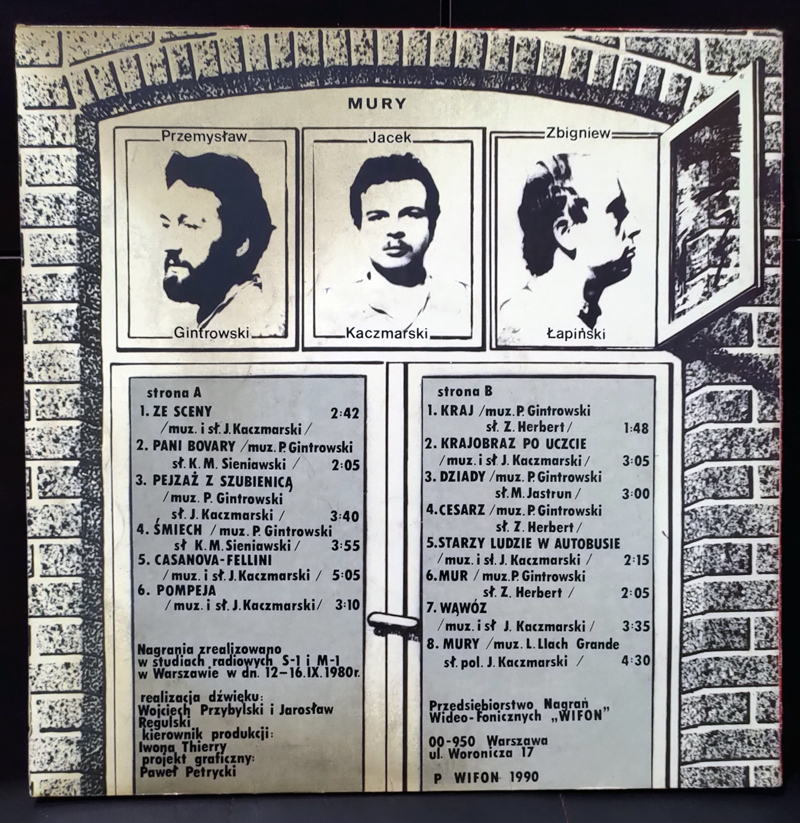 MURY
Przemysław
Jacek
Zbigniew
Gintrowski
Kaczmarski
Łapiński
strona A
1. ZE SCENY 2:42
/muz. i sł. J. Kaczmarski /
2. PANI BOVARY /muz. P. Gintrowski
sł. K. M. Sieniawski / 2:05
3. PEJZAŻ Z SZUBIENICĄ
/muz. P. Gintrowski
sł. J. Kaczmarski / 3:40
4. ŚMIECH /muz. P. Gintrowski
sł K. M. Sieniawski / 3:55
5. CASANOVA-FELLINI
/muz. i sł. J. Kaczmarski / 5:05
6. POMPEJA
/muz. i sł. J. Kaczmarski/ 3:10
Nagrania zrealizowano
w studiach radiowych S-1 i M-1
w Warszawie w dn. 12-16.IX.1980r.
realizacja dźwięku:
Wojciech Przybylski i Jarosław
Regulski
kierownik produkcji:
Iwona Thierry
projekt graficzny:
Paweł Petrycki
strona B
1. KRAJ /muz. P. Gintrowski
sł. Z. Herbert / 1:48
2. KRAJOBRAZ PO UCZCIE
/muz. i sł J. Kaczmarski / 3:05
3. DZIADY /muz. P. Gintrowski
sł. M. Jastrun / 3:00
4. CESARZ /muz. P. Gintrowski
sł. Z. Herbert /
5. STARZY LUDZIE W AUTOBUSIE
/muz. i sł J. Kaczmarski / 2:15
6. MUR /muz. P. Gintrowski
sł. Z. Herbert / 2:05
7. WĄWÓZ
/muz. i sł J. Kaczmarski / 3:35
8. MURY /muz. L. Llach Grande
sł. pol. J. Kaczmarski / 4:30
Przedsiębiorstwo Nagrań
Wideo-Fonicznych „WIFON"
00-950 Warszawa
ul. Woronicza 17
P WIFON 1990